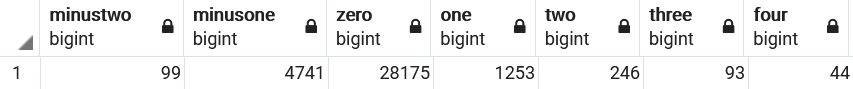 minustwo minusone zero one two three four
bigint bigint bigint bigint bigint bigint bigint
1 99 4741 28175 1253 246 93 44